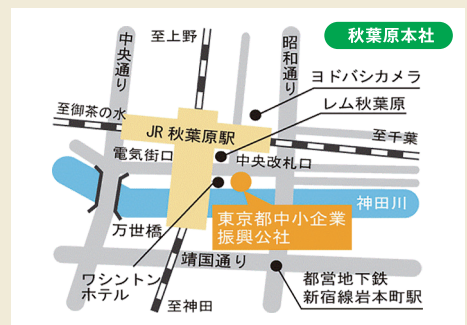 秋葉原本社
中央通り
至上野
昭和通り
ヨドバシカメラ
レム秋葉原
至御茶の水
JR 秋葉原駅
至千葉
電気街口
中央改札口
神田川
東京都中小企業
振興公社
万世橋
靖国通り
ワシントン
ホテル
至神田
都営地下鉄
新宿線岩本町駅